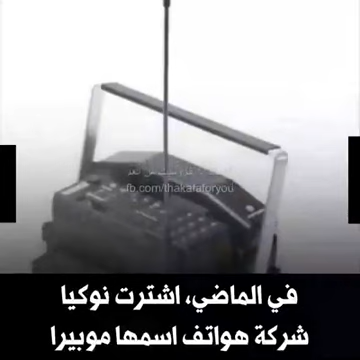 fb.com/thakafaforyou
في الماضي، اشترت نوكيا
شركة هواتف اسمها موبيرا